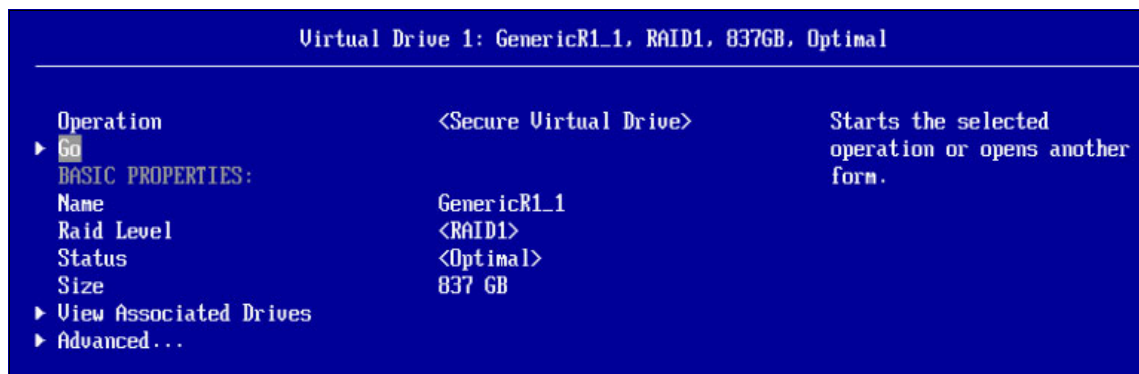 Virtual Drive 1: GenericR1_1, RAID1, 837GB, Optimal
Operation <Secure Virtual Drive> Starts the selected
Go operation or opens another
BASIC PROPERTIES: form.
Name GenericR1_1
Raid Level <RAID1>
Status <Optimal>
Size 837 GB
View Associated Drives
Advanced...